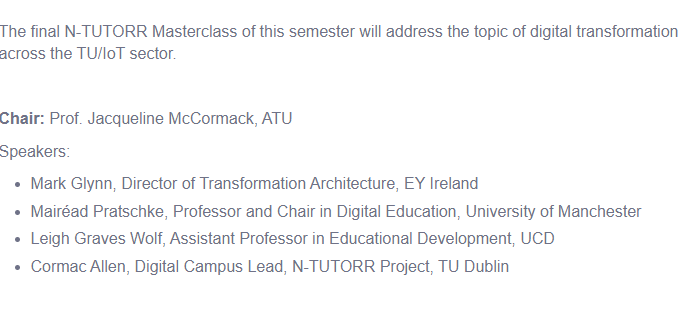 The final N-TUTORR Masterclass of this semester will address the topic of digital transformation
across the TU/IoT sector.
Chair: Prof. Jacqueline McCormack, ATU
Speakers:
• Mark Glynn, Director of Transformation Architecture, EY Ireland
• Mairéad Pratschke, Professor and Chair in Digital Education, University of Manchester
• Leigh Graves Wolf, Assistant Professor in Educational Development, UCD
• Cormac Allen, Digital Campus Lead, N-TUTORR Project, TU Dublin